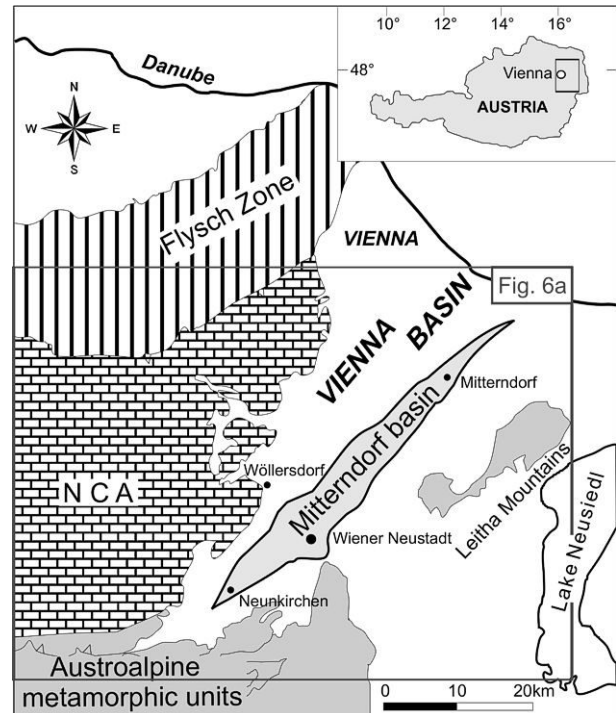 10° 12° 14° 16°
48°
Vienna
AUSTRIA
Danube
N
W E
S
Flysch Zone
VIENNA
Fig. 6a
VIENNA BASIN
Mitterndorf
Mitterndorf basin
Wöllersdorf
NCA
Leitha Mountains
Wiener Neustadt
Lake Neusiedl
Neunkirchen
Austroalpine
metamorphic units
0 10 20km